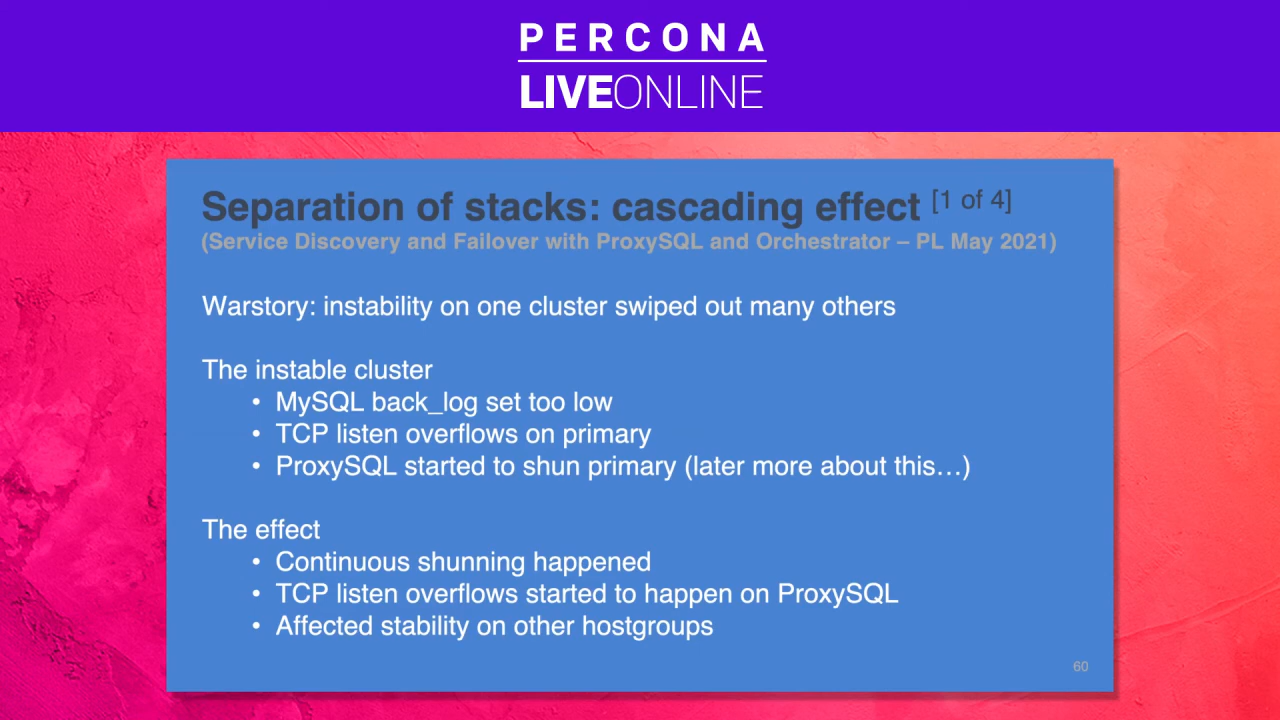 PERCONA
LIVEONLINE
Separation of stacks: cascading effect [1 of 4]
(Service Discovery and Failover with ProxySQL and Orchestrator – PL May 2021)
Warstory: instability on one cluster swiped out many others
The instable cluster
• MySQL back_log set too low
• TCP listen overflows on primary
• ProxySQL started to shun primary (later more about this…)
The effect
• Continuous shunning happened
• TCP listen overflows started to happen on ProxySQL
• Affected stability on other hostgroups
60